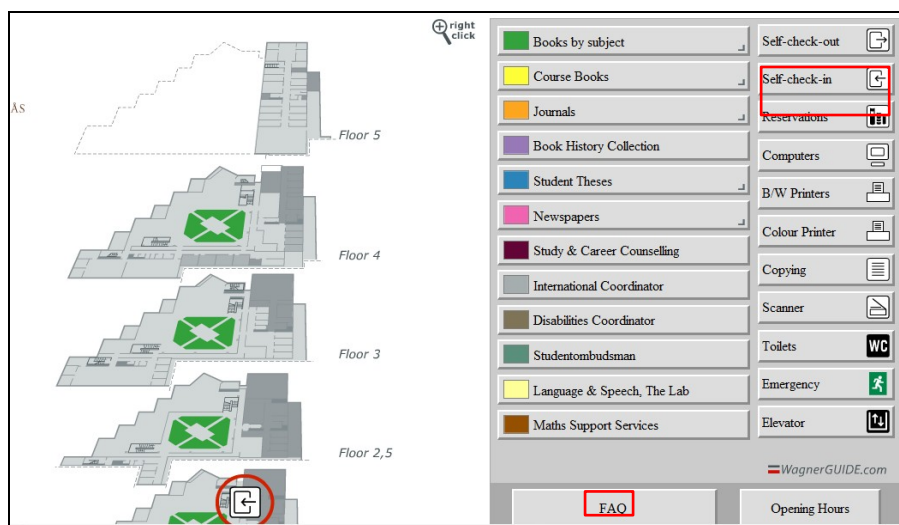 right
click
ÅS
Floor 5
Floor 4
Floor 3
Floor 2,5
Books by subject
Course Books
Journals
Book History Collection
Student Theses
Newspapers
Study & Career Counselling
International Coordinator
Disabilities Coordinator
Studentombudsman
Language & Speech, The Lab
Maths Support Services
Self-check-out
Self-check-in
Reservations
Computers
B/W Printers
Colour Printer
Copying
Scanner
Toilets
WC
Emergency
Elevator
WagnerGUIDE.com
FAQ
Opening Hours